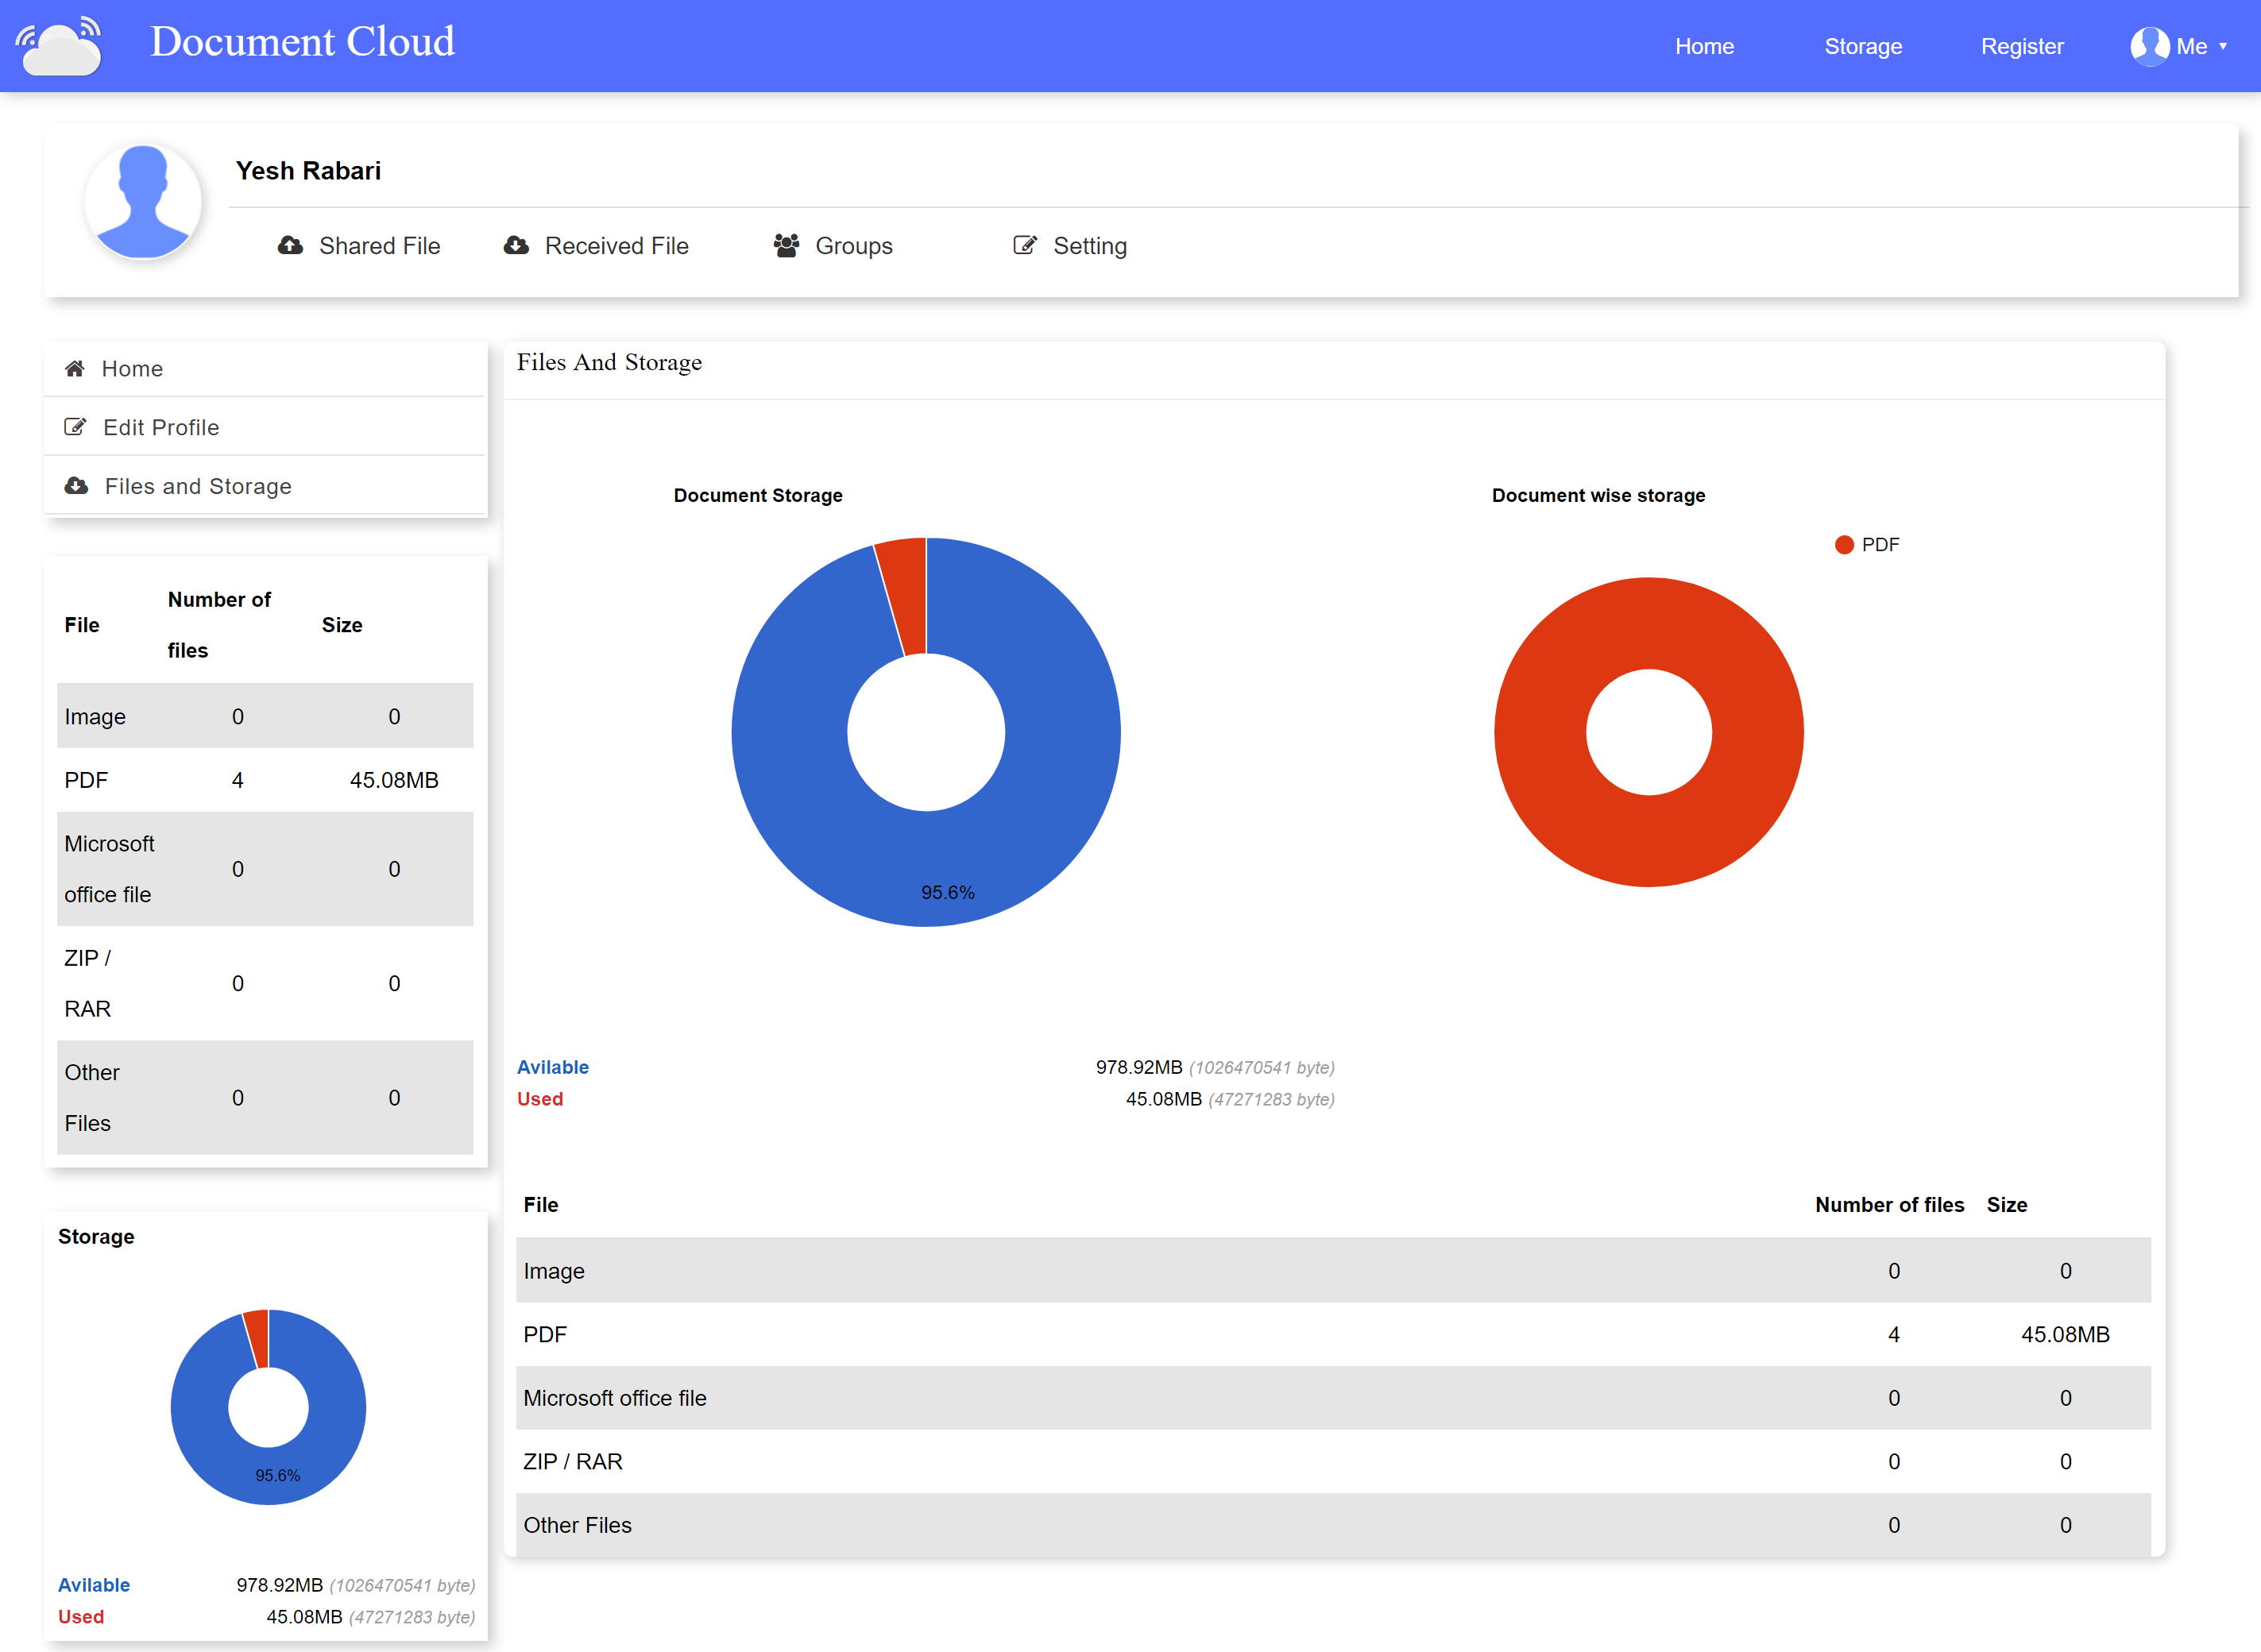 Document Cloud
Home Storage Register Me
Yesh Rabari
Shared File Received File Groups Setting
Home
Edit Profile
Files and Storage
File Number of files Size
Image 0 0
PDF 4 45.08MB
Microsoft office file 0 0
ZIP / RAR 0 0
Other Files 0 0
Storage
95.6%
Avilable 978.92MB (1026470541 byte)
Used 45.08MB (47271283 byte)
Files And Storage
Document Storage
95.6%
Document wise storage
PDF
Avilable 978.92MB (1026470541 byte)
Used 45.08MB (47271283 byte)
File Number of files Size
Image 0 0
PDF 4 45.08MB
Microsoft office file 0 0
ZIP / RAR 0 0
Other Files 0 0